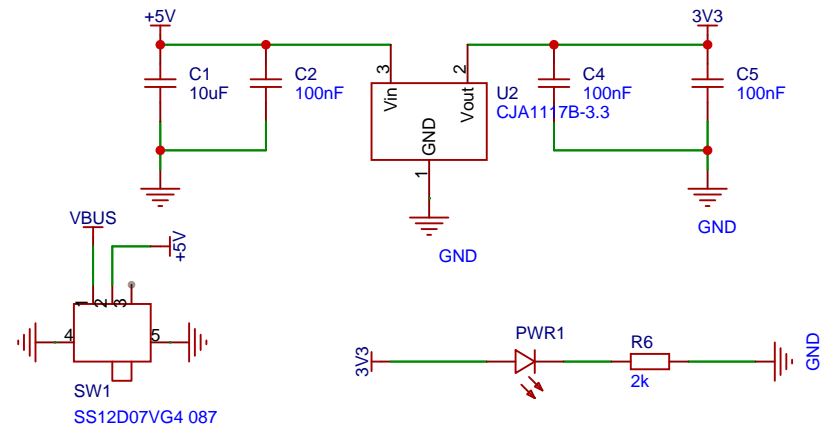 +5V
3V3
C1
10uF
C2
100nF
3
Vin
2
Vout
GND
1
U2
CJA1117B-3.3
C4
100nF
C5
100nF
GND
GND
VBUS
+5V
1
2
3
4
5
SW1
SS12D07VG4 087
3V3
PWR1
R6
2k
GND